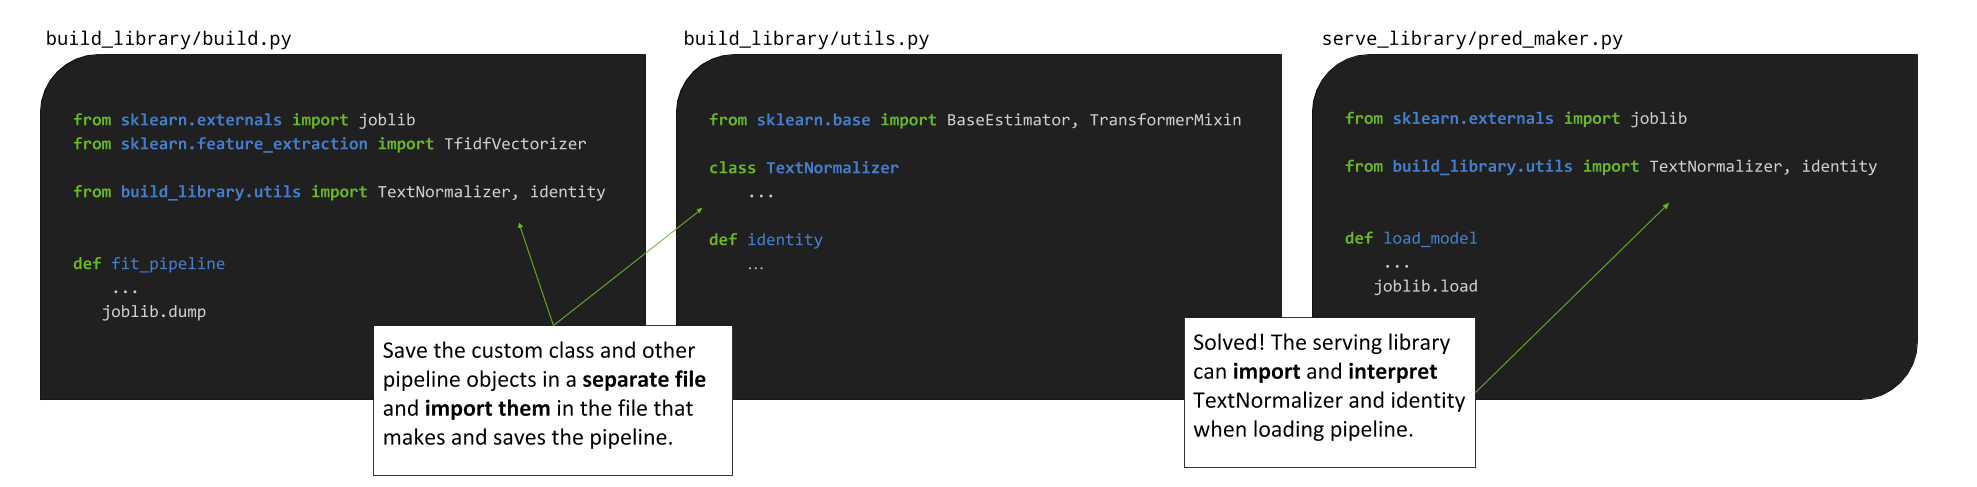 build_library/build.py
from sklearn.externals import joblib
from sklearn.feature_extraction import TfidfVectorizer
from build_library.utils import TextNormalizer, identity
def fit_pipeline
...
joblib.dump
Save the custom class and other
pipeline objects in a separate file
and import them in the file that
makes and saves the pipeline.
build_library/utils.py
from sklearn.base import BaseEstimator, TransformerMixin
class TextNormalizer
...
def identity
...
serve_library/pred_maker.py
from sklearn.externals import joblib
from build_library.utils import TextNormalizer, identity
def load_model
...
joblib.load
Solved! The serving library
can import and interpret
TextNormalizer and identity
when loading pipeline.